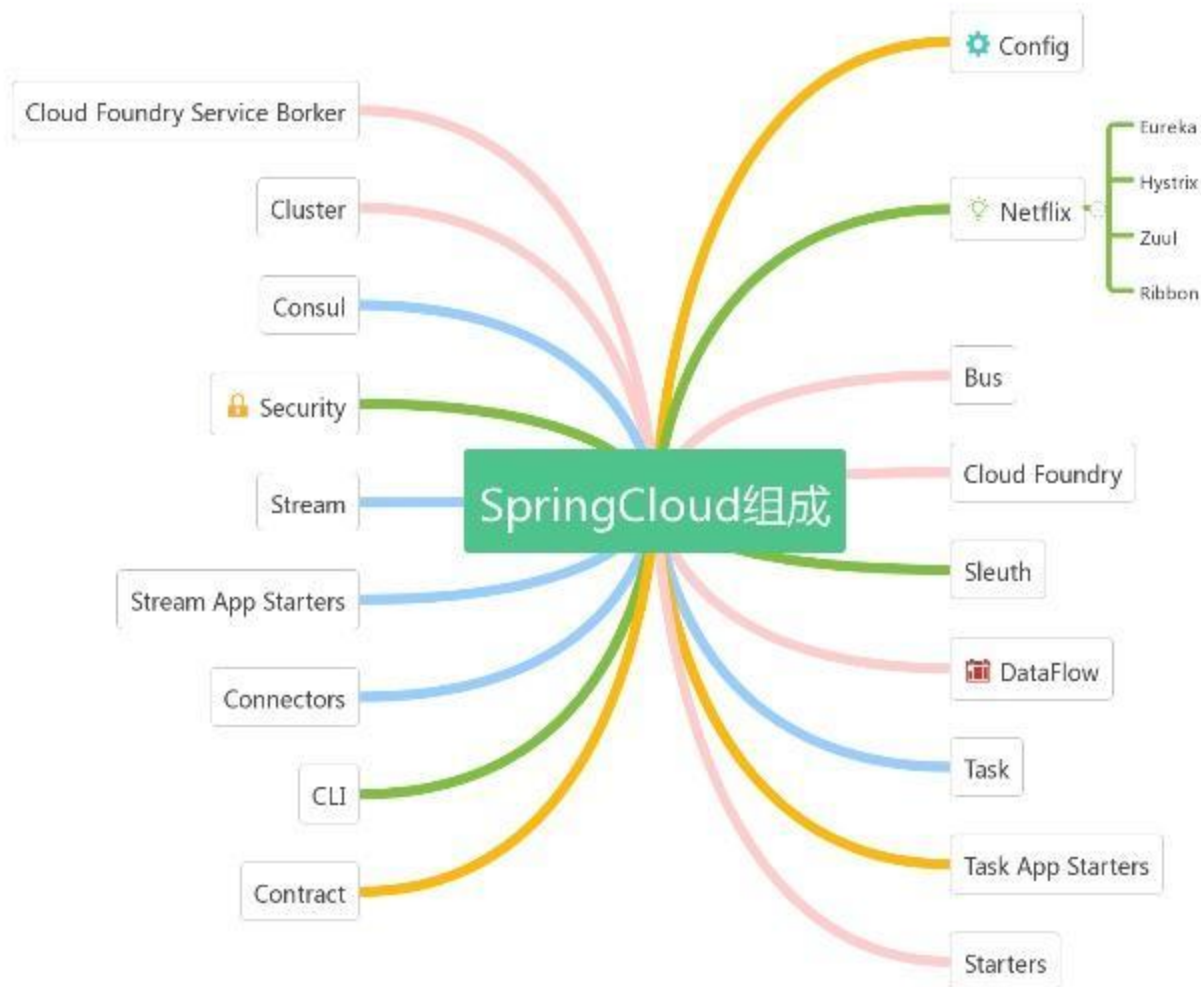 SpringCloud组成
Config
Netflix
Eureka
Hystrix
Zuul
Ribbon
Bus
Cloud Foundry
Sleuth
DataFlow
Task
Task App Starters
Starters
Cloud Foundry Service Borker
Cluster
Consul
Security
Stream
Stream App Starters
Connectors
CLI
Contract